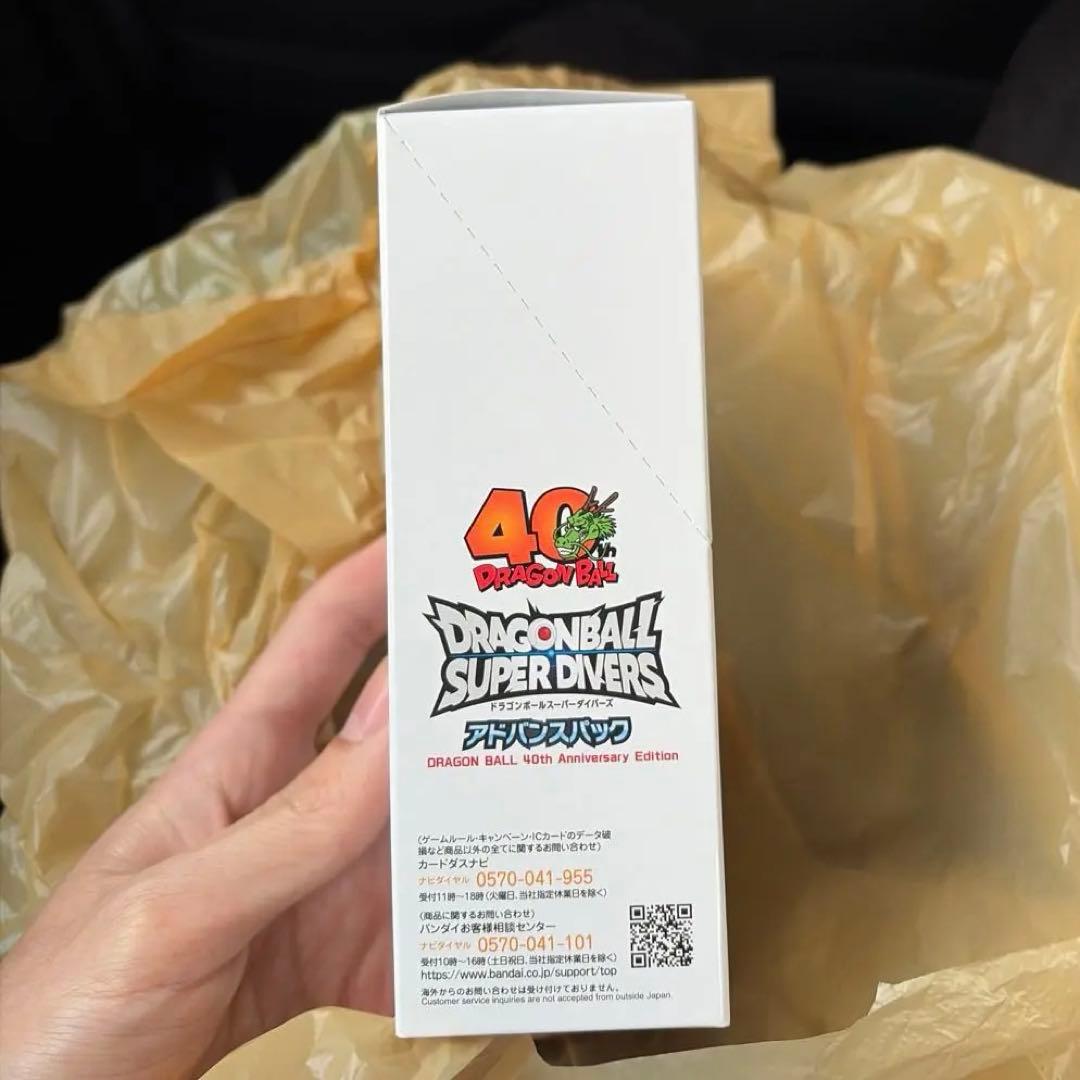 40th
DRAGON BALL
DRAGONBALL
SUPER DIVERS
ドラゴンボールスーパーダイバーズ
アドバンスパック
DRAGON BALL 40th Anniversary Edition
(ゲームルール・キャンペーン・ICカードのデータ破
損など商品以外の全てに関するお問い合わせ)
カードダスナビ
ナビダイヤル 0570-041-955
受付11時〜18時(火曜日、当社指定休業日を除く)
(商品に関するお問い合わせ)
バンダイお客様相談センター
ナビダイヤル 0570-041-101
受付10時〜16時(土日祝日、当社指定休業日を除く)
https://www.bandai.co.jp/support/top
海外からのお問い合わせは受け付けておりません。
Customer service inquiries are not accepted from outside Japan.